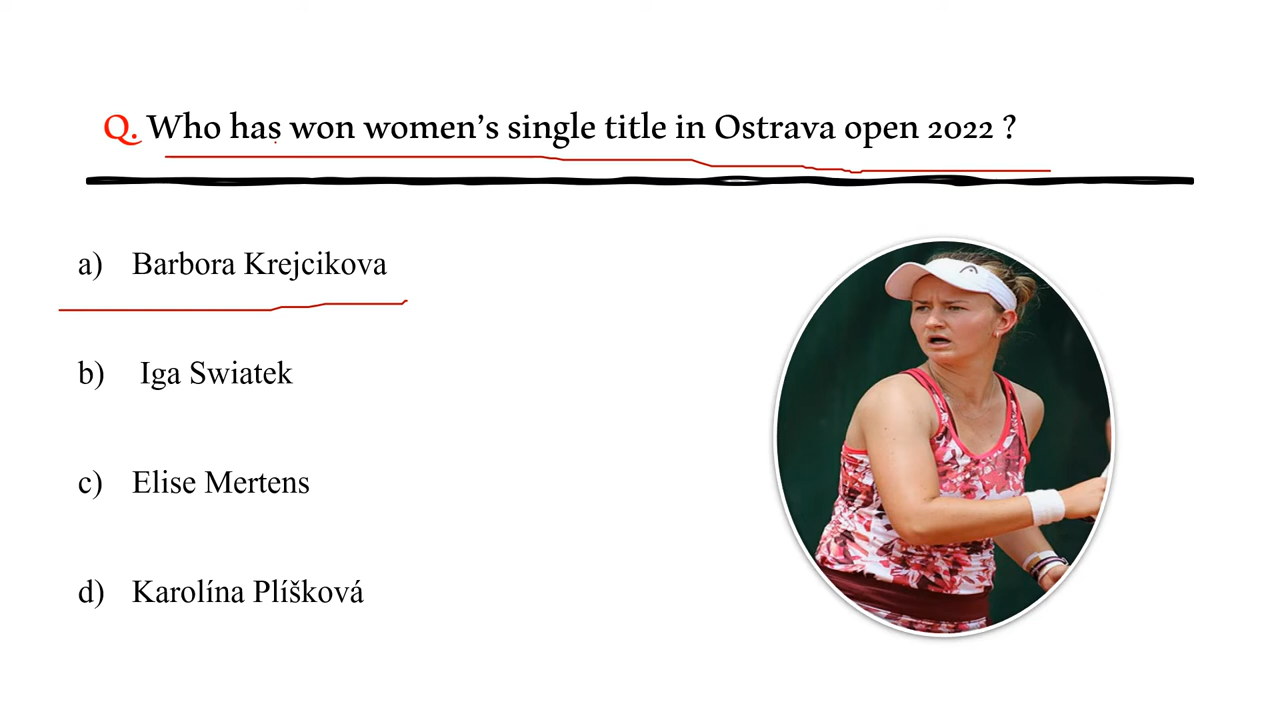 Q. Who has won women's single title in Ostrava open 2022 ?
a) Barbora Krejcikova
b) Iga Swiatek
c) Elise Mertens
d) Karolína Plíšková